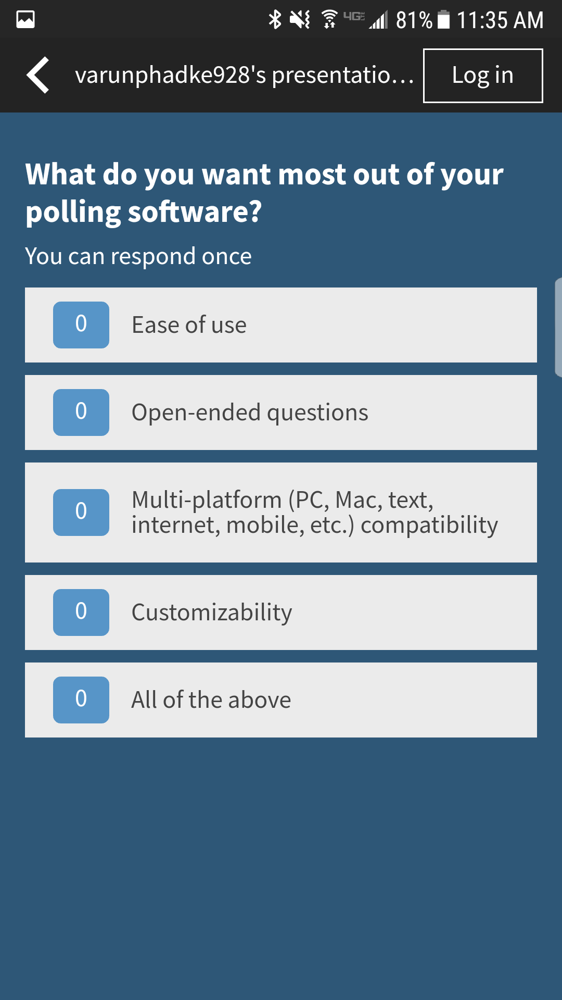 4G LTE 81% 11:35 AM
varunphadke928's presentatio... Log in
What do you want most out of your
polling software?
You can respond once
0 Ease of use
0 Open-ended questions
0 Multi-platform (PC, Mac, text,
internet, mobile, etc.) compatibility
0 Customizability
0 All of the above